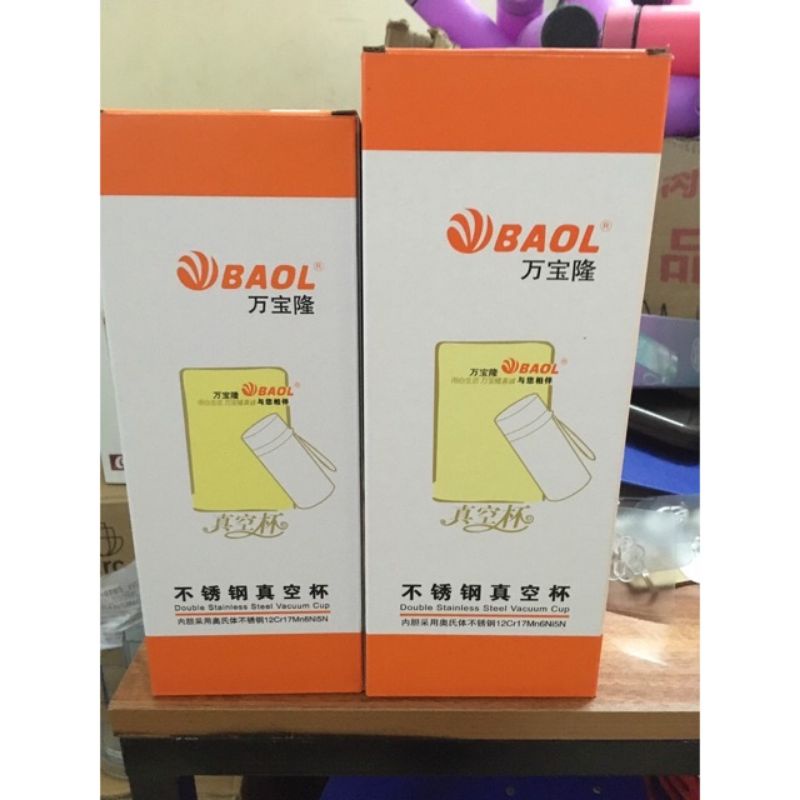 BAOL®
万宝隆
万宝隆 BAOL
与您相伴
真空杯
不锈钢真空杯
Double Stainless Steel Vacuum Cup
内胆采用奥氏体不锈钢12Cr17Mn6Ni5N
BAOL®
万宝隆
万宝隆 BAOL
与您相伴
真空杯
不锈钢真空杯
Double Stainless Steel Vacuum Cup
内胆采用奥氏体不锈钢12Cr17Mn6Ni5N
品